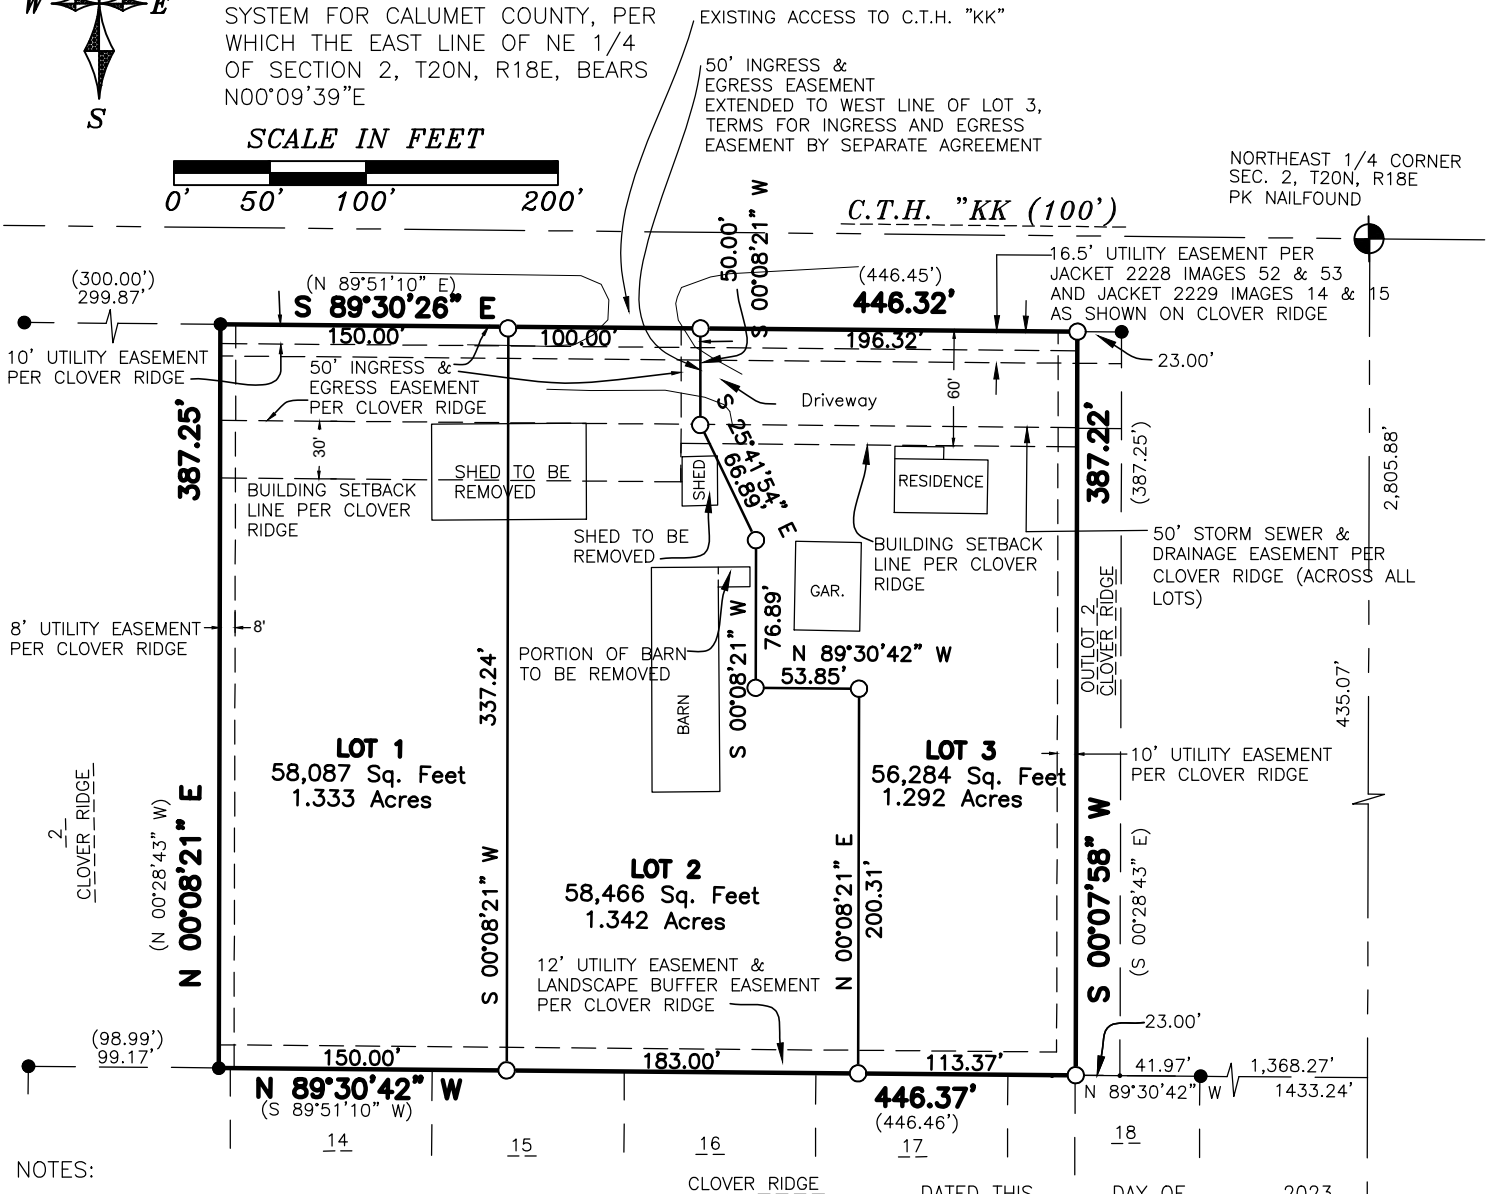 W E
S
SYSTEM FOR CALUMET COUNTY, PER
WHICH THE EAST LINE OF NE 1/4
OF SECTION 2, T20N, R18E, BEARS
N00°09'39"E
SCALE IN FEET
0' 50' 100' 200'
EXISTING ACCESS TO C.T.H. "KK"
50' INGRESS &
EGRESS EASEMENT
EXTENDED TO WEST LINE OF LOT 3,
TERMS FOR INGRESS AND EGRESS
EASEMENT BY SEPARATE AGREEMENT
NORTHEAST 1/4 CORNER
SEC. 2, T20N, R18E
PK NAILFOUND
C.T.H. "KK (100')
50.00'
S 00°08'21" W
16.5' UTILITY EASEMENT PER
JACKET 2228 IMAGES 52 & 53
AND JACKET 2229 IMAGES 14 & 15
AS SHOWN ON CLOVER RIDGE
(300.00')
299.87'
(N 89°51'10" E)
S 89°30'26" E
(446.45')
446.32'
150.00'
100.00'
196.32'
23.00'
10' UTILITY EASEMENT
PER CLOVER RIDGE
50' INGRESS &
EGRESS EASEMENT
PER CLOVER RIDGE
Driveway
60'
387.25'
30'
BUILDING SETBACK
LINE PER CLOVER
RIDGE
SHED TO BE
REMOVED
SHED
S 25°41'54" E
66.89'
RESIDENCE
387.22'
(387.25')
2,805.88'
SHED TO BE
REMOVED
BUILDING SETBACK
LINE PER CLOVER
RIDGE
50' STORM SEWER &
DRAINAGE EASEMENT PER
CLOVER RIDGE (ACROSS ALL
LOTS)
GAR.
8' UTILITY EASEMENT
PER CLOVER RIDGE
8'
PORTION OF BARN
TO BE REMOVED
S 00°08'21" W
76.89'
N 89°30'42" W
53.85'
OUTLOT 2
CLOVER RIDGE
435.07'
337.24'
BARN
LOT 1
58,087 Sq. Feet
1.333 Acres
LOT 3
56,284 Sq. Feet
1.292 Acres
10' UTILITY EASEMENT
PER CLOVER RIDGE
2
CLOVER RIDGE
(N 00°28'43" W)
N 00°08'21" E
S 00°08'21" W
LOT 2
58,466 Sq. Feet
1.342 Acres
N 00°08'21" E
200.31'
S 00°07'58" W
(S 00°28'43" E)
12' UTILITY EASEMENT &
LANDSCAPE BUFFER EASEMENT
PER CLOVER RIDGE
23.00'
(98.99')
99.17'
150.00'
183.00'
113.37'
41.97'
1,368.27'
N 89°30'42" W
(S 89°51'10" W)
446.37'
(446.46')
N 89°30'42" W
1433.24'
14
15
16
17
18
NOTES:
CLOVER RIDGE
DATED THIS DAY OF 2023